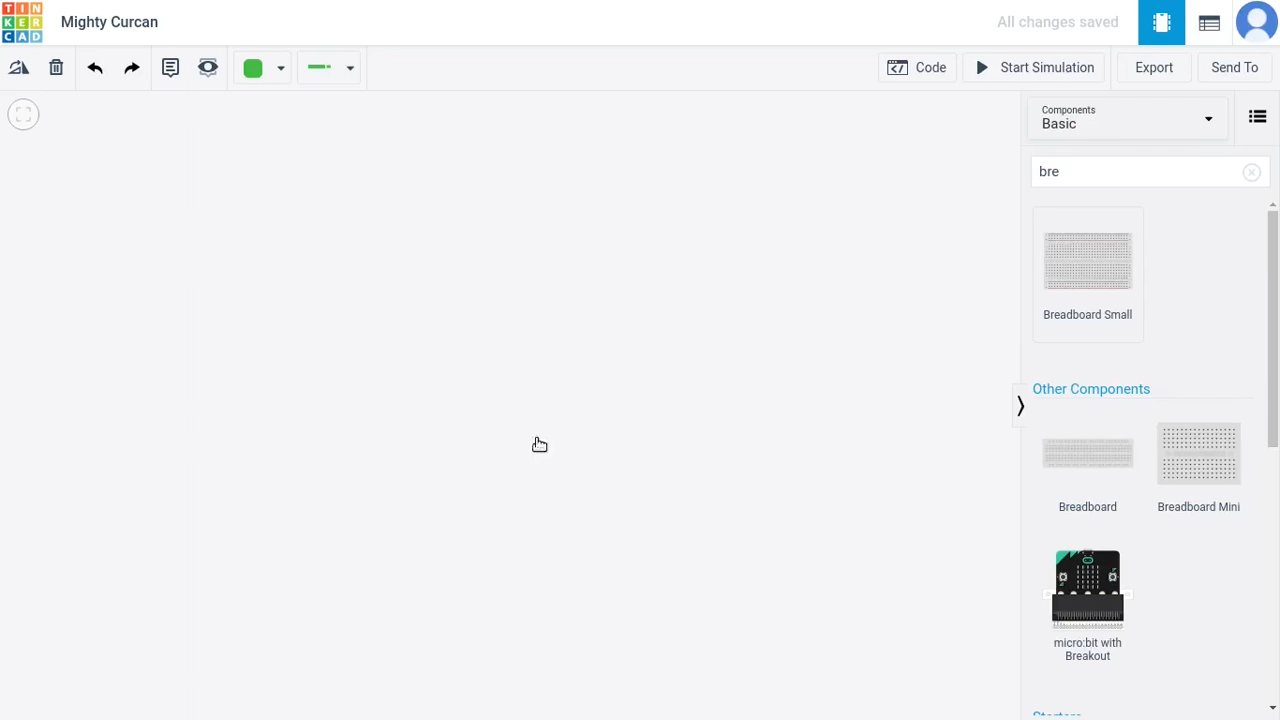 TIN
KER
CAD
Mighty Curcan
All changes saved
Code
Start Simulation
Export
Send To
Components
Basic
bre
Breadboard Small
Other Components
Breadboard
Breadboard Mini
micro:bit with
Breakout
Starters